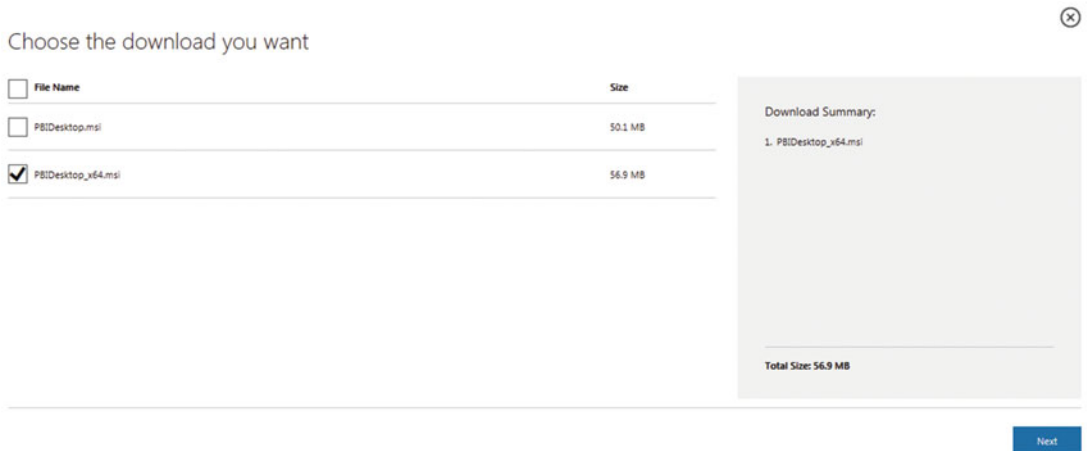 Choose the download you want
File Name Size
PBIDesktop.msi 50.1 MB
PBIDesktop_x64.msi 56.9 MB
Download Summary:
1. PBIDesktop_x64.msi
Total Size: 56.9 MB
Next